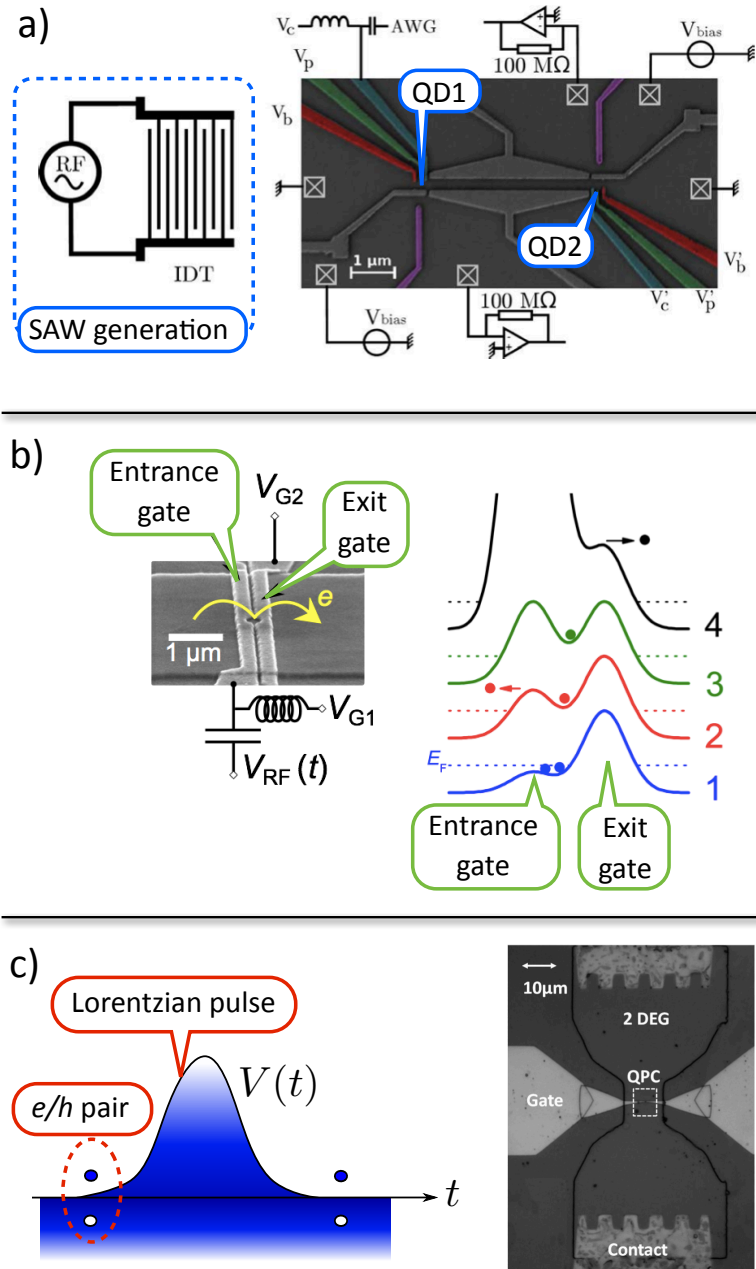 a)
V_c
AWG
V_p
V_b
100 MΩ
V_bias
QD1
RF
IDT
SAW generation
1 µm
QD2
V'_b
V'_c
V'_p
V_bias
100 MΩ
b)
Entrance
gate
V_G2
Exit
gate
e
1 µm
V_G1
V_RF (t)
4
3
2
E_F
1
Entrance
gate
Exit
gate
c)
Lorentzian pulse
V(t)
e/h pair
t
10µm
2 DEG
QPC
Gate
Contact